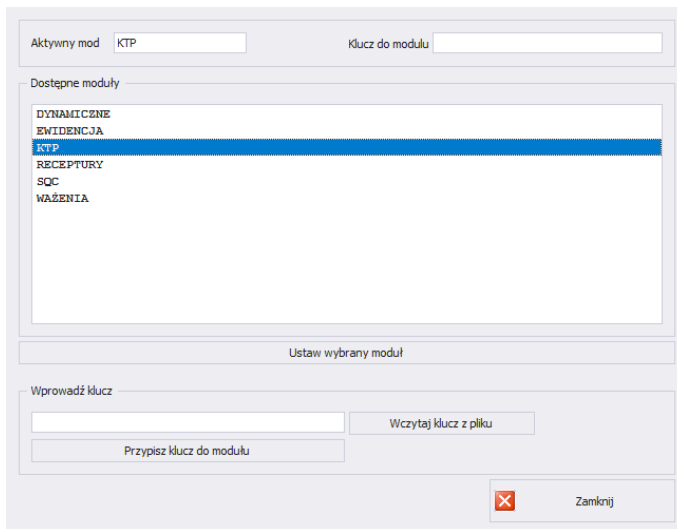 Aktywny mod KTP Klucz do modulu
Dostępne moduły
DYNAMICZNE
EWIDENCJA
KTP
RECEPTURY
SQC
WAŻENIA
Ustaw wybrany moduł
Wprowadź klucz
Wczytaj klucz z pliku
Przypisz klucz do modułu
Zamknij